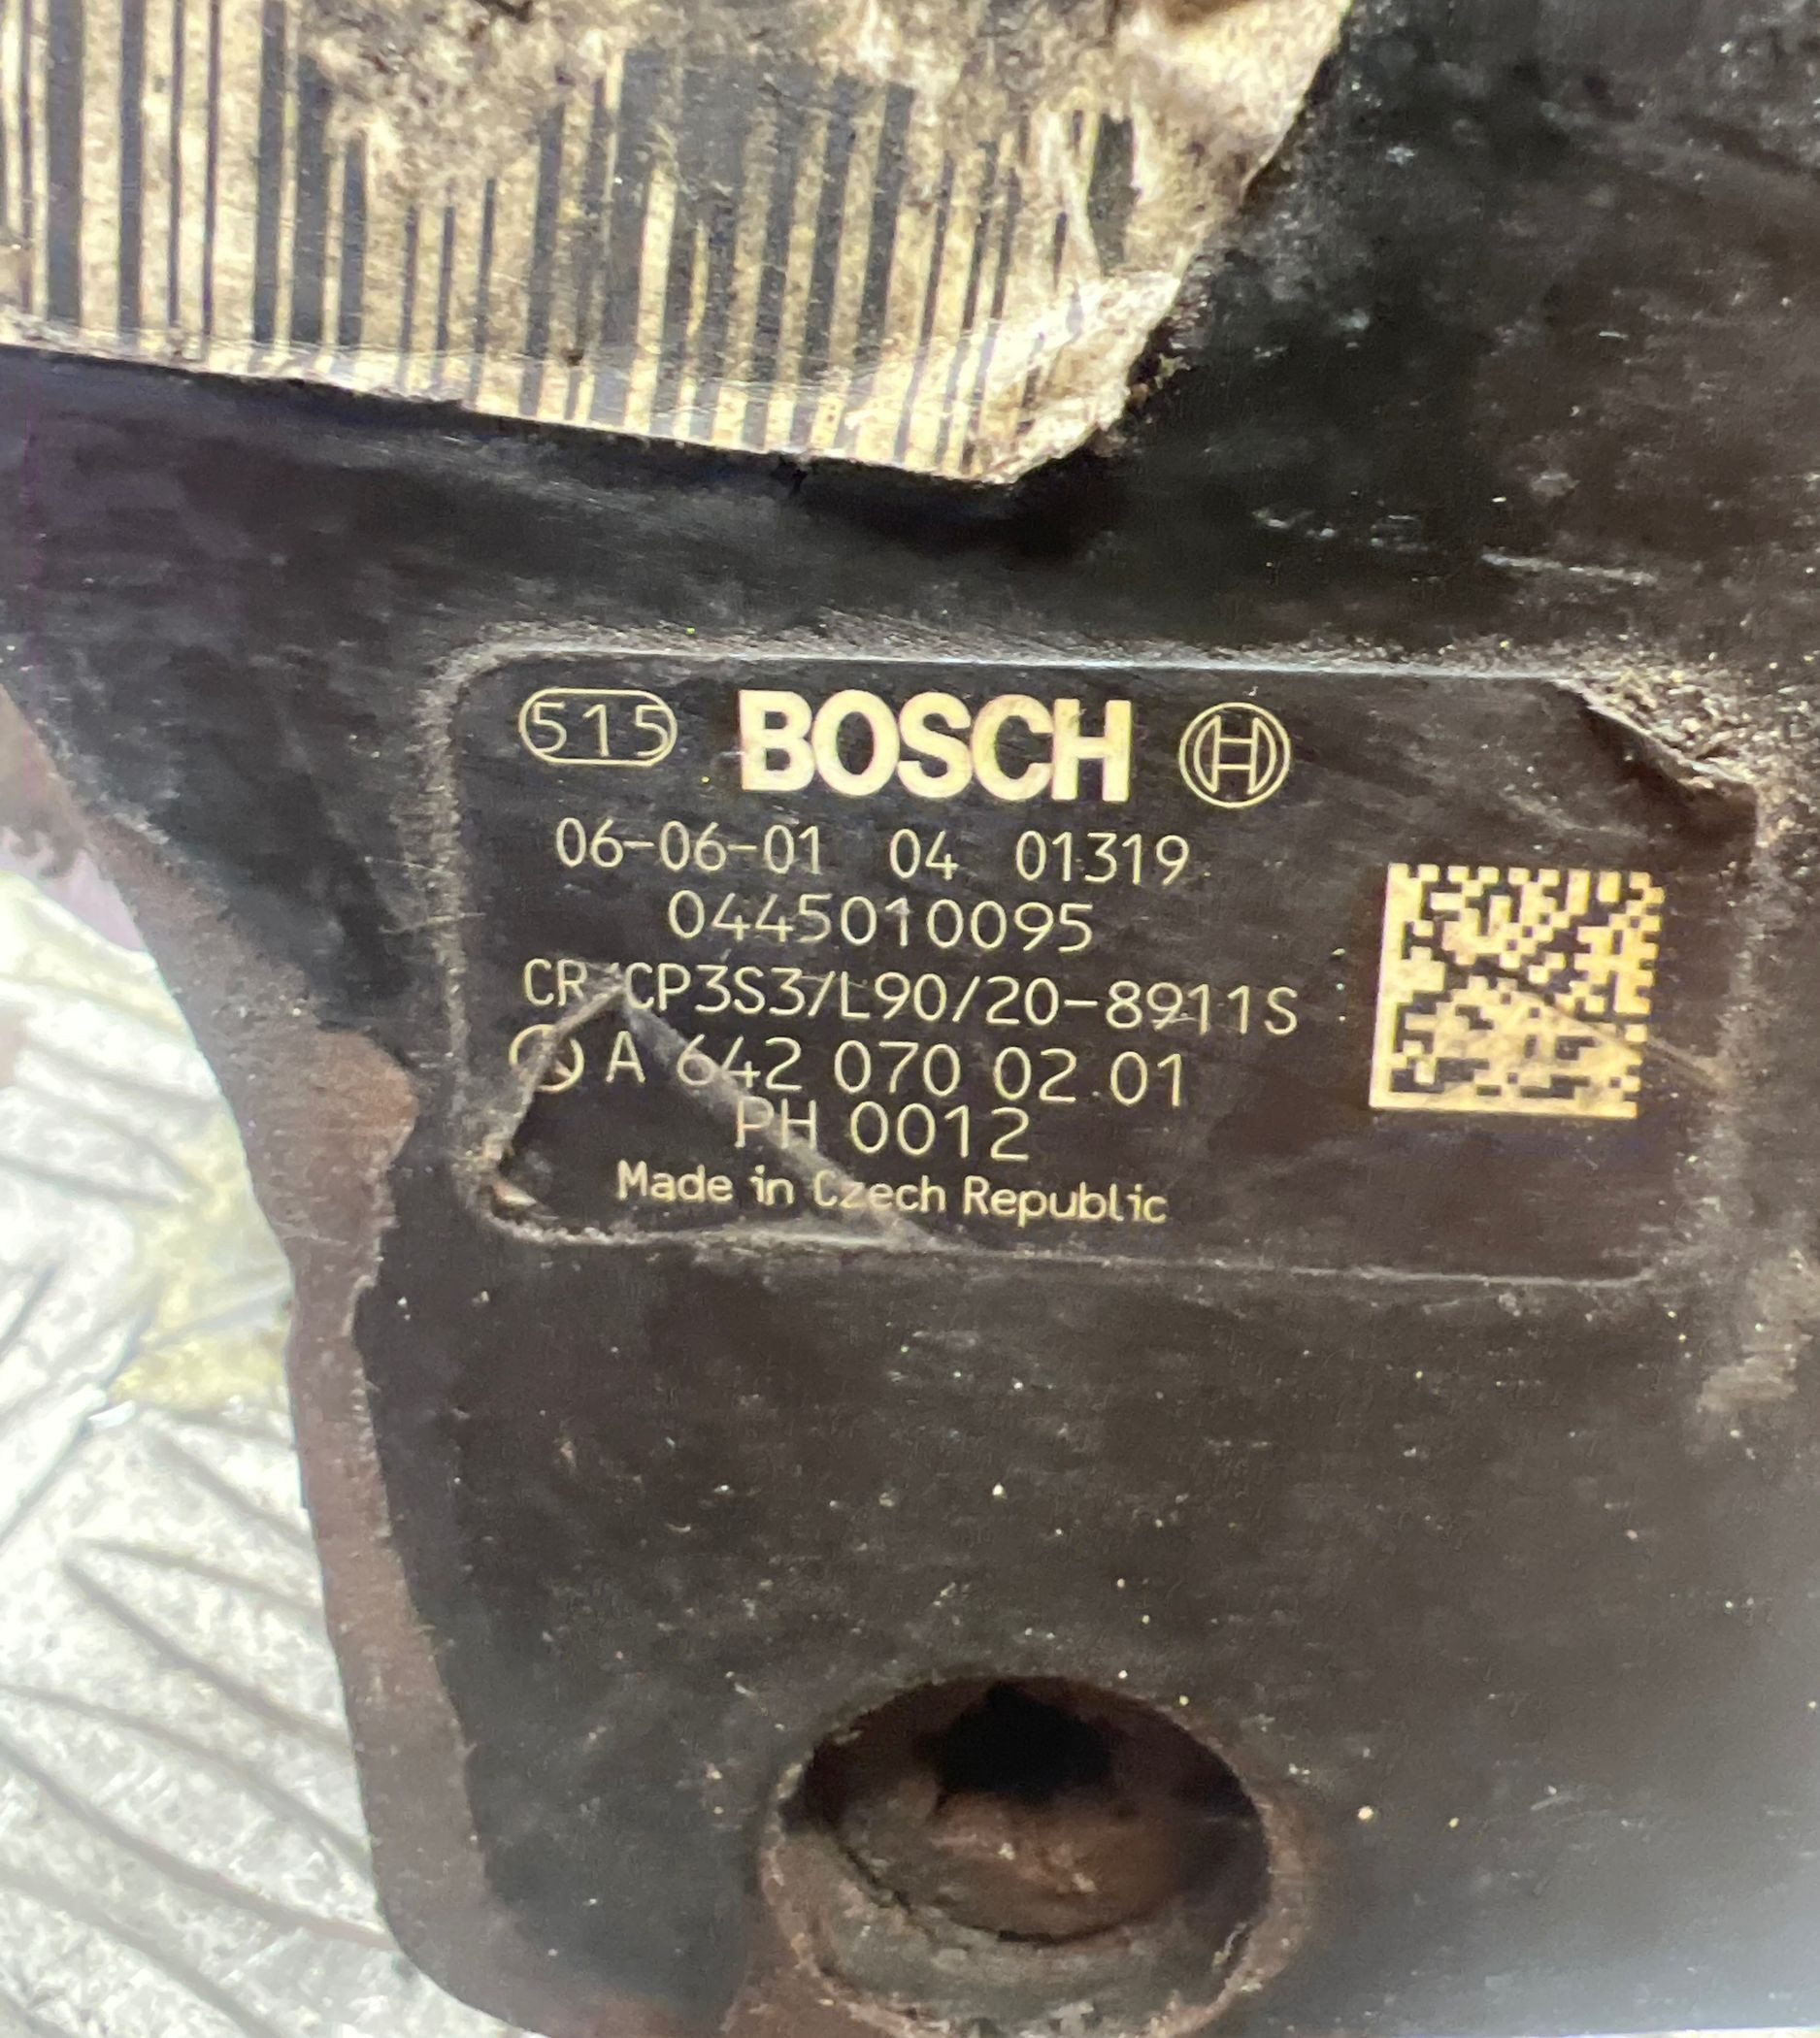 515 BOSCH
06-06-01 04 01319
0445010095
CR/CP3S3/L90/20-8911S
A 642 070 02 01
PH 0012
Made in Czech Republic